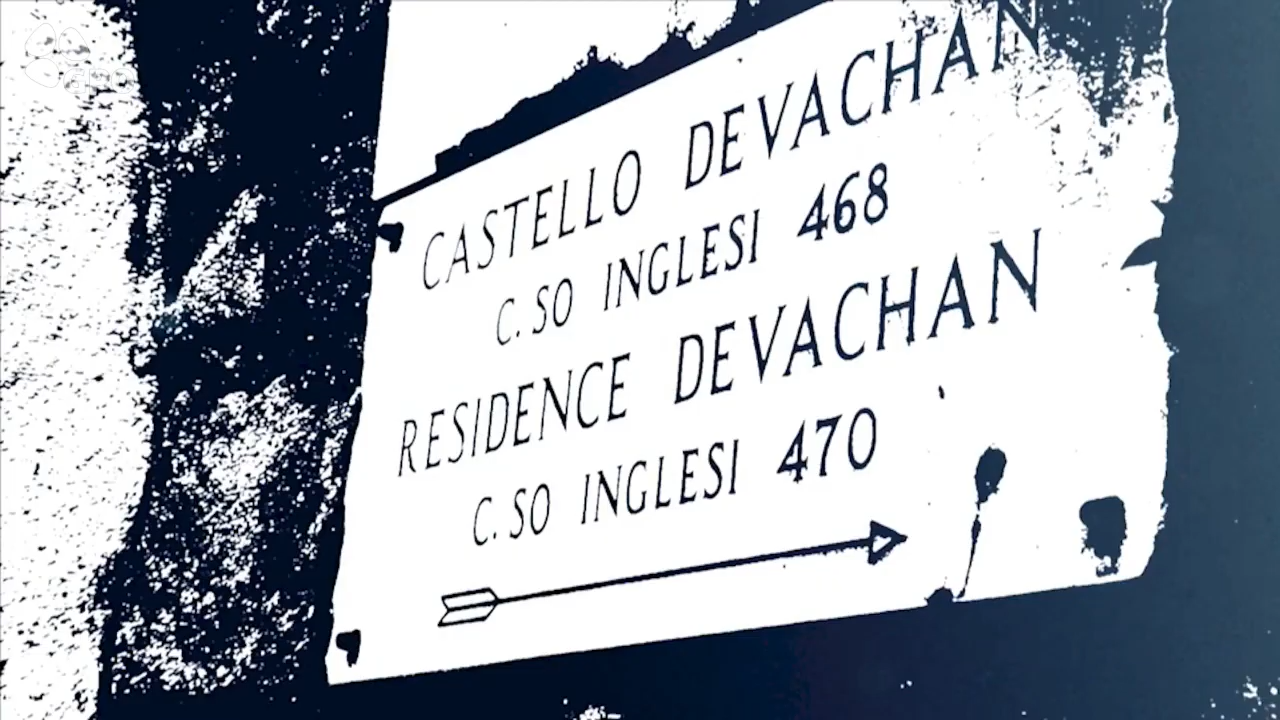 CASTELLO DEVACHAN
C.SO INGLESI 468
RESIDENCE DEVACHAN
C.SO INGLESI 470